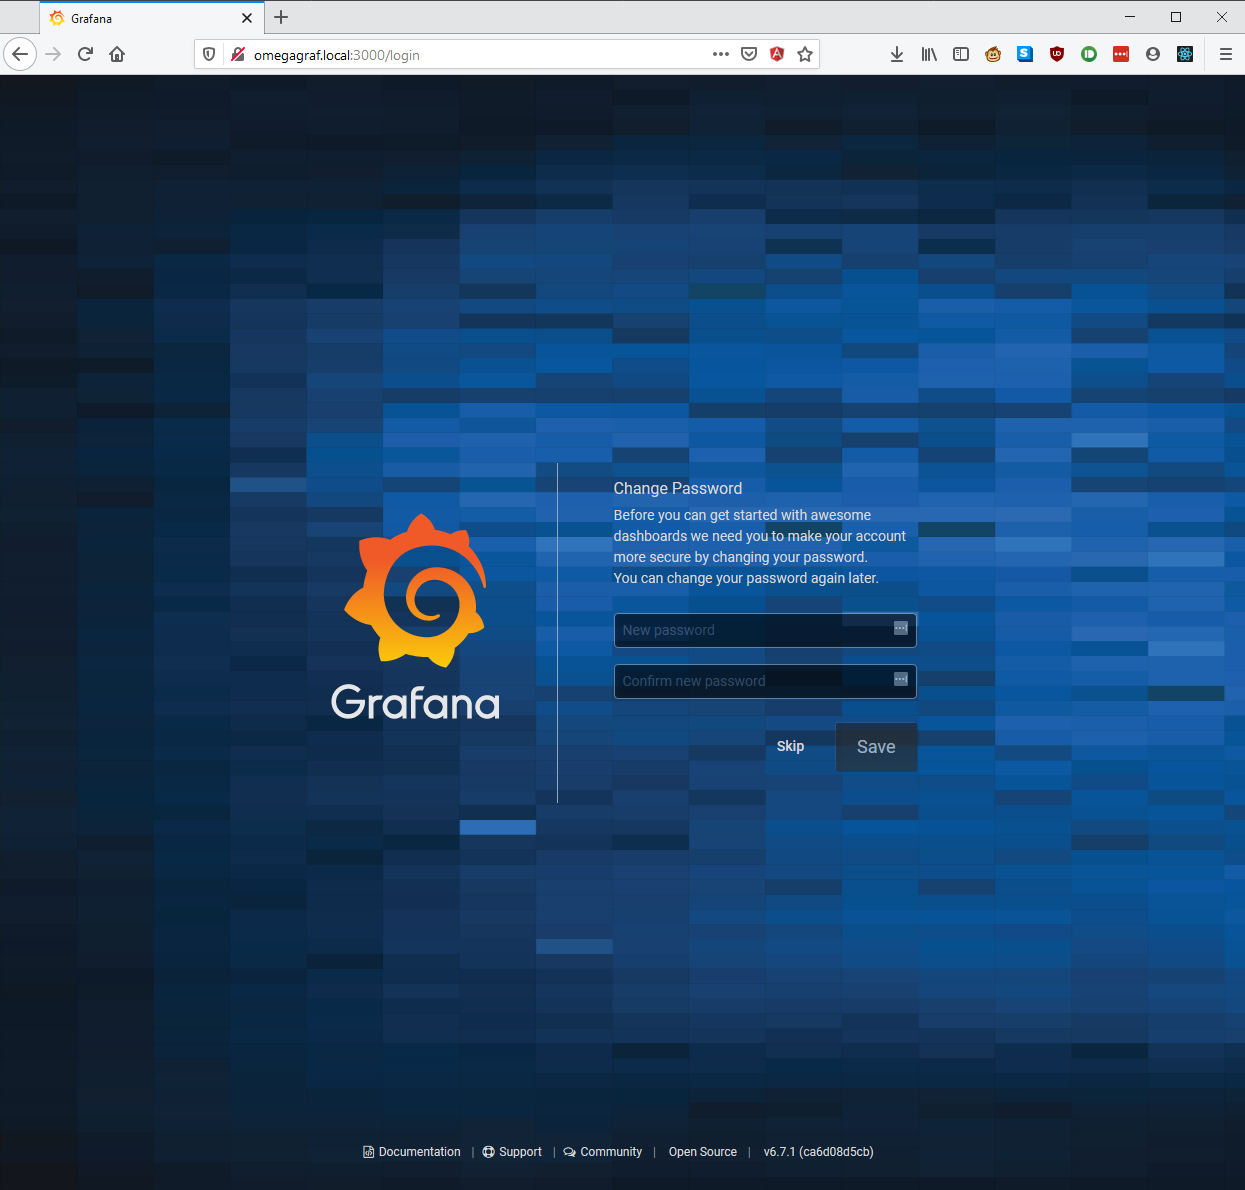 Grafana
omegagraf.local:3000/login
Change Password
Before you can get started with awesome
dashboards we need you to make your account
more secure by changing your password.
You can change your password again later.
New password
Confirm new password
Grafana
Skip
Save
Documentation | Support | Community | Open Source | v6.7.1 (ca6d08d5cb)